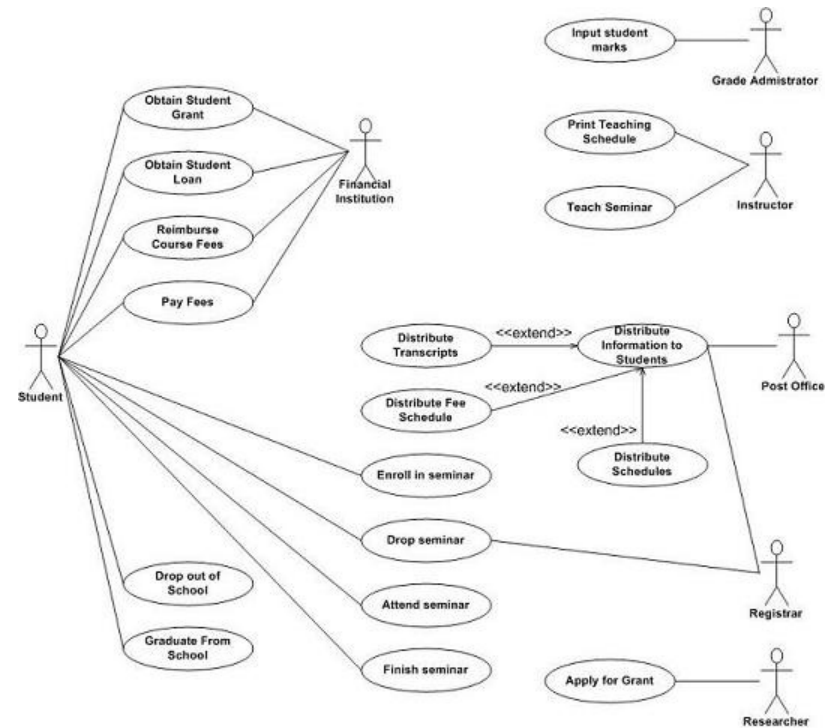 Input student
marks
Grade Admistrator
Obtain Student
Grant
Print Teaching
Schedule
Obtain Student
Loan
Financial
Institution
Teach Seminar
Instructor
Reimburse
Course Fees
Pay Fees
Student
Distribute
Transcripts
<<extend>>
Distribute
Information to
Students
Post Office
Distribute Fee
Schedule
<<extend>>
<<extend>>
Distribute
Schedules
Enroll in seminar
Drop seminar
Drop out of
School
Attend seminar
Registrar
Graduate From
School
Finish seminar
Apply for Grant
Researcher